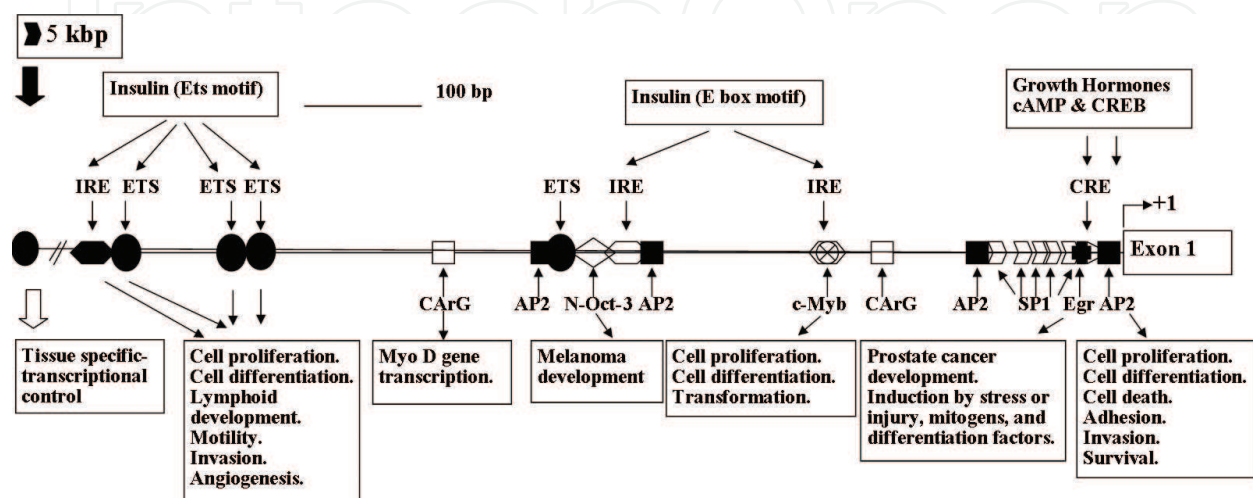 5 kbp
Insulin (Ets motif)
100 bp
Insulin (E box motif)
Growth Hormones
cAMP & CREB
IRE ETS ETS ETS ETS IRE IRE CRE
+1
Exon 1
CArG AP2 N-Oct-3 AP2 c-Myb CArG AP2 SP1 Egr AP2
Tissue specific-
transcriptional
control
Cell proliferation.
Cell differentiation.
Lymphoid
development.
Motility.
Invasion.
Angiogenesis.
Myo D gene
transcription.
Melanoma
development
Cell proliferation.
Cell differentiation.
Transformation.
Prostate cancer
development.
Induction by stress or
injury, mitogens, and
differentiation factors.
Cell proliferation.
Cell differentiation.
Cell death.
Adhesion.
Invasion.
Survival.